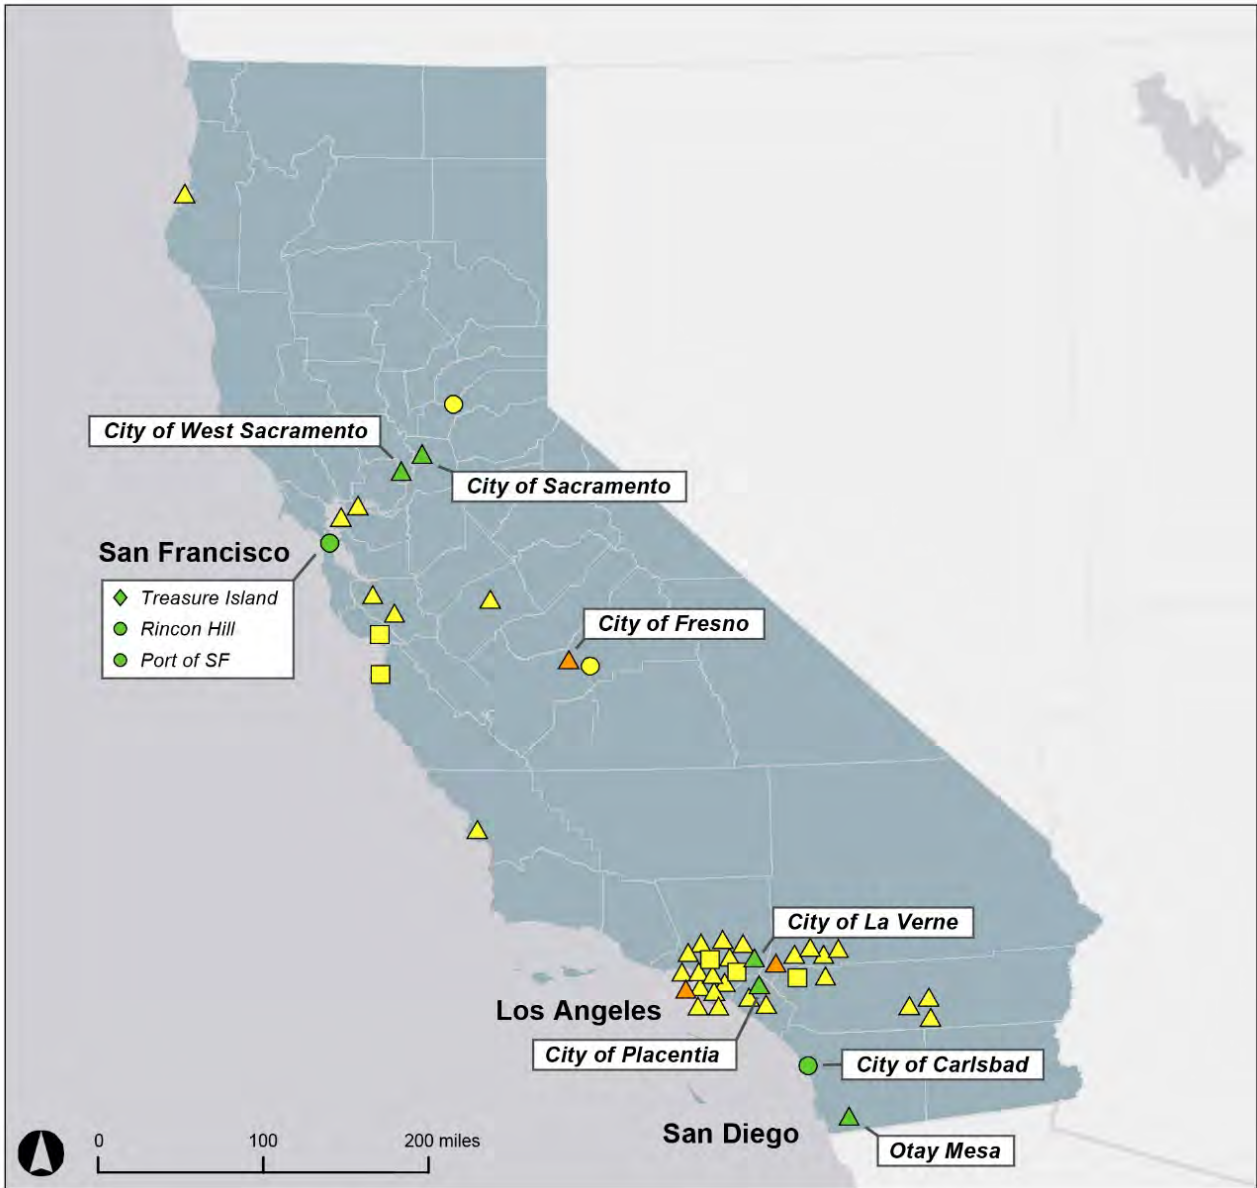 City of West Sacramento
City of Sacramento
San Francisco
Treasure Island
Rincon Hill
Port of SF
City of Fresno
City of La Verne
Los Angeles
City of Placentia
City of Carlsbad
San Diego
Otay Mesa
0 100 200 miles